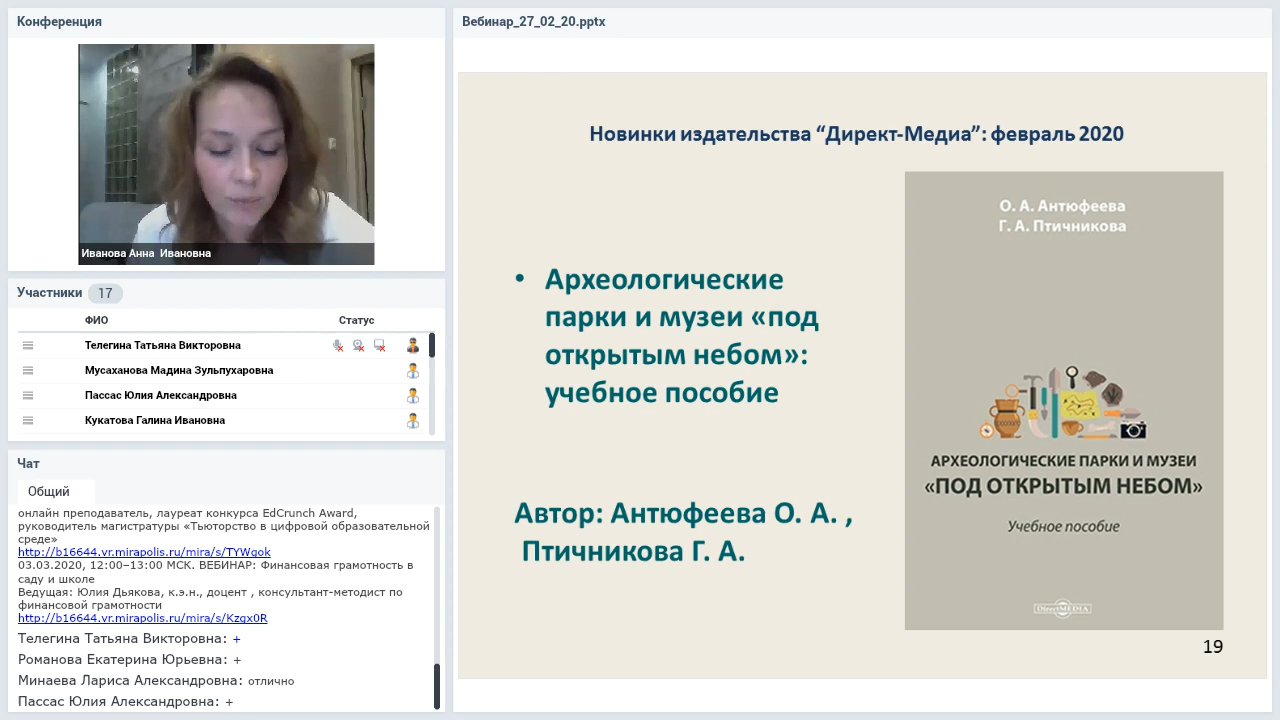 Конференция
Иванова Анна Ивановна
Участники 17
ФИО Статус
Телегина Татьяна Викторовна
Мусаханова Мадина Зульпухаровна
Пассас Юлия Александровна
Кукатова Галина Ивановна
Чат
Общий
онлайн преподаватель, лауреат конкурса EdCrunch Award,
руководитель магистратуры «Тьюторство в цифровой образовательной
среде»
http://b16644.vr.mirapolis.ru/mira/s/TYWgok
03.03.2020, 12:00–13:00 МСК. ВЕБИНАР: Финансовая грамотность в
саду и школе
Ведущая: Юлия Дьякова, к.э.н., доцент , консультант-методист по
финансовой грамотности
http://b16644.vr.mirapolis.ru/mira/s/Kzgx0R
Телегина Татьяна Викторовна: +
Романова Екатерина Юрьевна: +
Минаева Лариса Александровна: отлично
Пассас Юлия Александровна: +
Вебинар_27_02_20.pptx
Новинки издательства “Директ-Медиа”: февраль 2020
• Археологические
парки и музеи «под
открытым небом»:
учебное пособие
Автор: Антюфеева О. А. ,
Птичникова Г. А.
О. А. Антюфеева
Г. А. Птичникова
АРХЕОЛОГИЧЕСКИЕ ПАРКИ И МУЗЕИ
«ПОД ОТКРЫТЫМ НЕБОМ»
Учебное пособие
DirectMEDIA
19